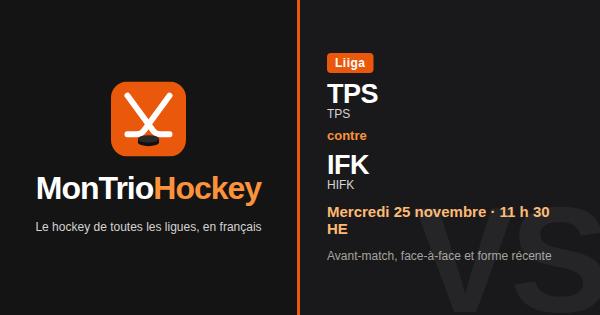 MonTrioHockey
Le hockey de toutes les ligues, en français
Liiga
TPS
TPS
contre
IFK
HIFK
Mercredi 25 novembre · 11 h 30
HE
Avant-match, face-à-face et forme récente
VS